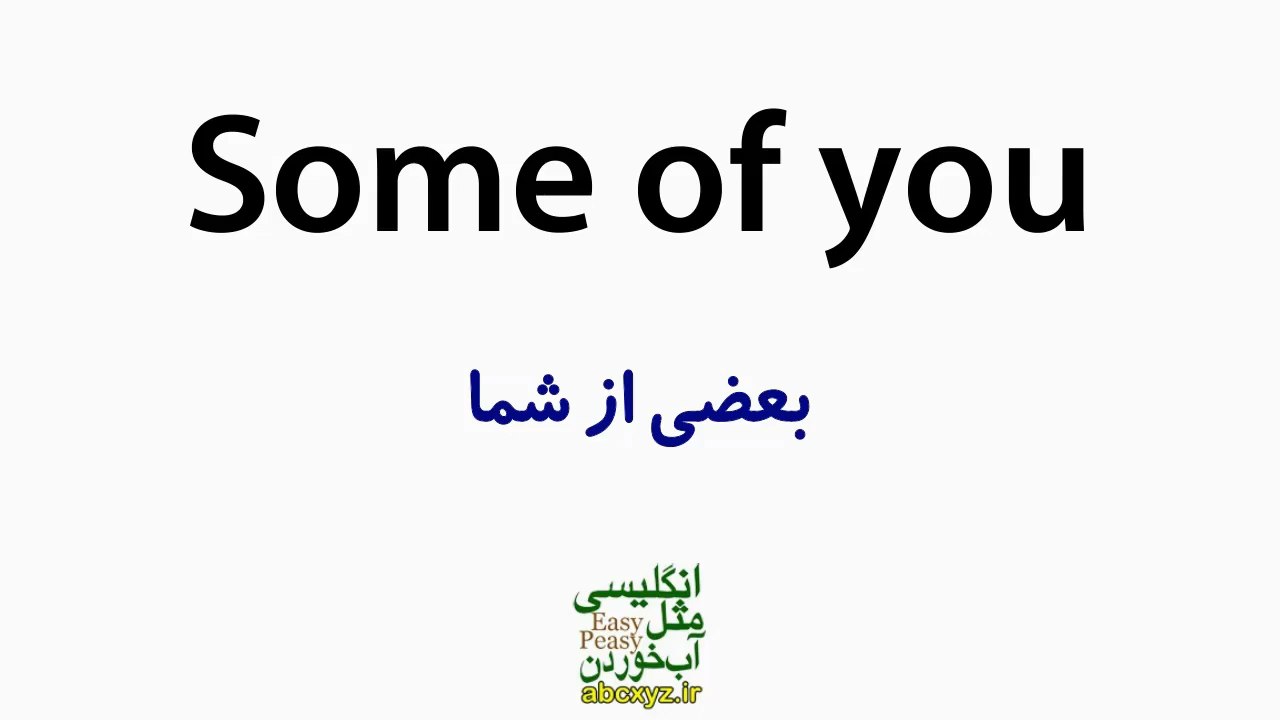 Some of you
بعضی از شما
انگلیسی
مثل
Easy
Peasy
آب‌خوردن
abcxyz.ir